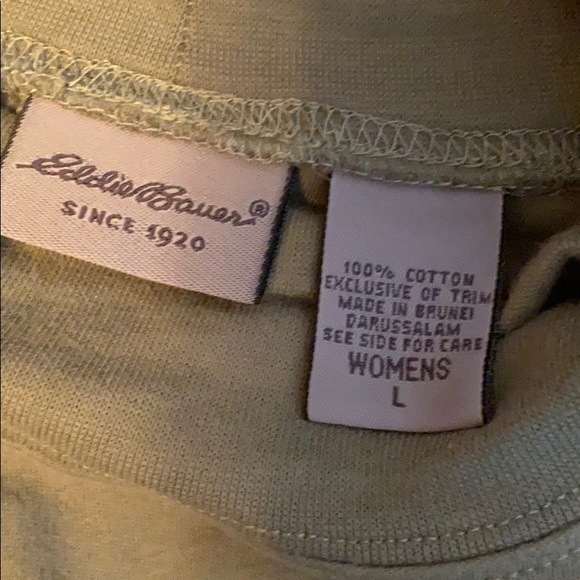 Eddie Bauer®
SINCE 1920
100% COTTON
EXCLUSIVE OF TRIM
MADE IN BRUNEI
DARUSSALAM
SEE SIDE FOR CARE
WOMENS
L